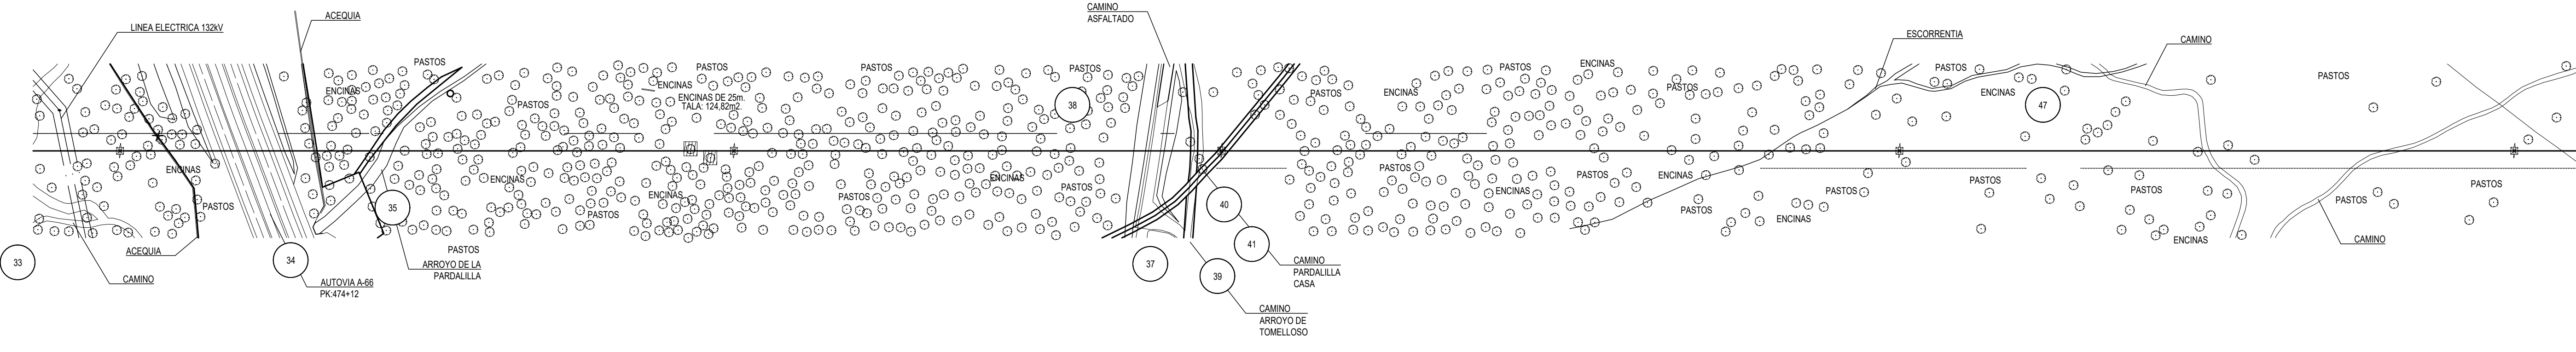 LINEA ELECTRICA 132kV
ACEQUIA
PASTOS
ENCINAS
PASTOS
ENCINAS
PASTOS
ENCINAS DE 25m.
TALA: 124,82m2.
PASTOS
CAMINO
ASFALTADO
PASTOS
38
PASTOS
ENCINAS
PASTOS
ENCINAS
PASTOS
ESCORRENTIA
PASTOS
ENCINAS
47
CAMINO
PASTOS
ENCINAS
PASTOS
ACEQUIA
33
CAMINO
34
AUTOVIA A-66
PK:474+12
35
PASTOS
ARROYO DE LA
PARDALILLA
ENCINAS
PASTOS
ENCINAS
PASTOS
ENCINAS
PASTOS
37
39
40
41
CAMINO
PARDALILLA
CASA
CAMINO
ARROYO DE
TOMELLOSO
PASTOS
ENCINAS
PASTOS
ENCINAS
PASTOS
ENCINAS
PASTOS
PASTOS
PASTOS
ENCINAS
PASTOS
CAMINO
PASTOS